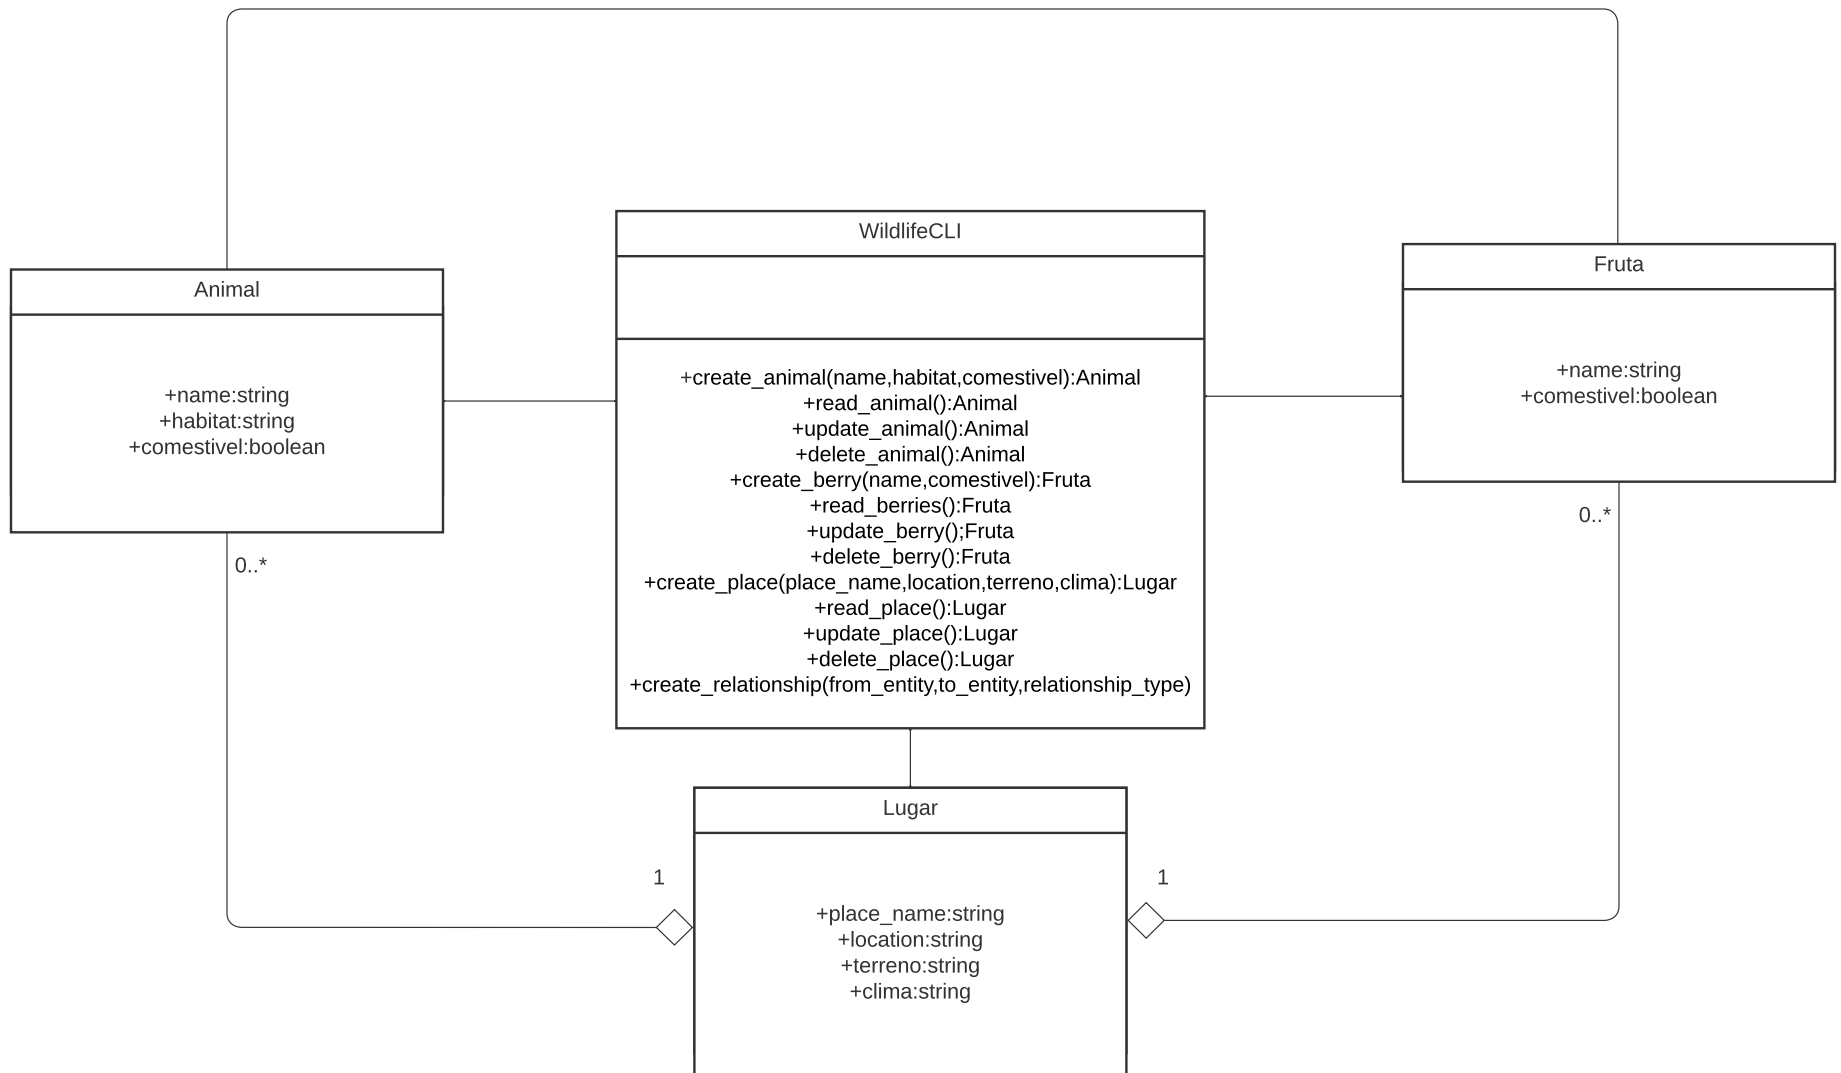 WildlifeCLI
+create_animal(name,habitat,comestivel):Animal
+read_animal():Animal
+update_animal():Animal
+delete_animal():Animal
+create_berry(name,comestivel):Fruta
+read_berries():Fruta
+update_berry();Fruta
+delete_berry():Fruta
+create_place(place_name,location,terreno,clima):Lugar
+read_place():Lugar
+update_place():Lugar
+delete_place():Lugar
+create_relationship(from_entity,to_entity,relationship_type)
Animal
+name:string
+habitat:string
+comestivel:boolean
0..*
Fruta
+name:string
+comestivel:boolean
0..*
1
1
Lugar
+place_name:string
+location:string
+terreno:string
+clima:string